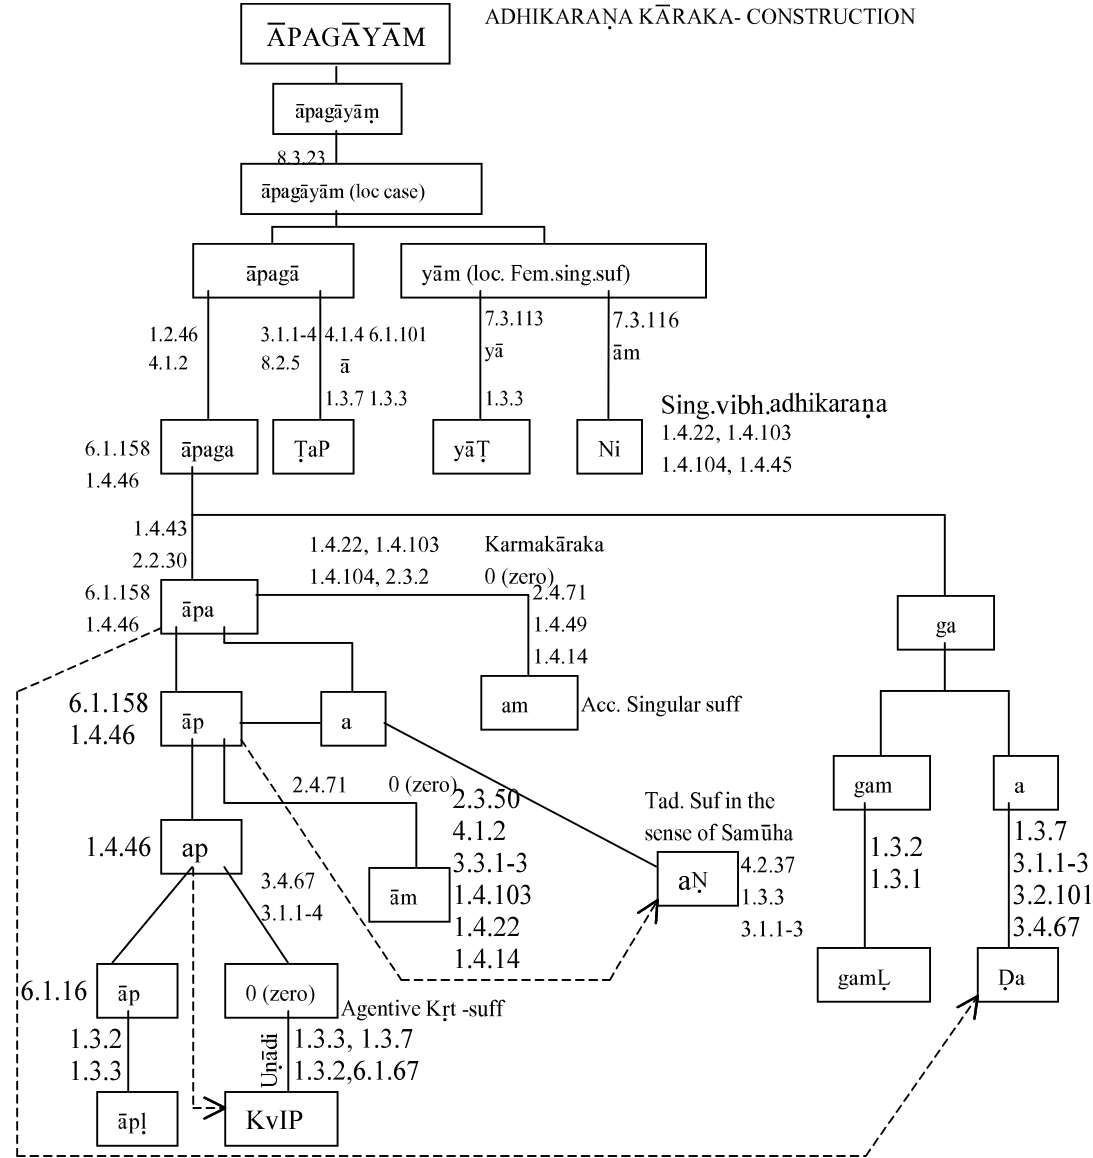 ADHIKARAṆA KĀRAKA- CONSTRUCTION
ĀPAGĀYĀM
āpagāyāṃ
8.3.23
āpagāyām (loc case)
āpagā
yām (loc. Fem.sing.suf)
1.2.46
4.1.2
3.1.1-4 4.1.4 6.1.101
8.2.5 ā
1.3.7 1.3.3
7.3.113
yā
1.3.3
7.3.116
ām
Sing.vibh.adhikaraṇa
1.4.22, 1.4.103
1.4.104, 1.4.45
6.1.158
1.4.46
āpaga
ṬaP
yāṬ
Ni
1.4.43
2.2.30
1.4.22, 1.4.103
1.4.104, 2.3.2
Karmakāraka
0 (zero)
2.4.71
1.4.49
1.4.14
6.1.158
1.4.46
āpa
ga
am
Acc. Singular suff
6.1.158
1.4.46
āp
a
gam
a
2.4.71
0 (zero)
2.3.50
4.1.2
3.3.1-3
1.4.103
1.4.22
1.4.14
Tad. Suf in the
sense of Samūha
aṆ
4.2.37
1.3.3
3.1.1-3
1.3.2
1.3.1
1.3.7
3.1.1-3
3.2.101
3.4.67
1.4.46
ap
ām
3.4.67
3.1.1-4
gamḶ
Ḍa
6.1.16
āp
0 (zero)
Agentive Kṛt -suff
1.3.2
1.3.3
Uṇādi
1.3.3, 1.3.7
1.3.2,6.1.67
āpḷ
KvIP